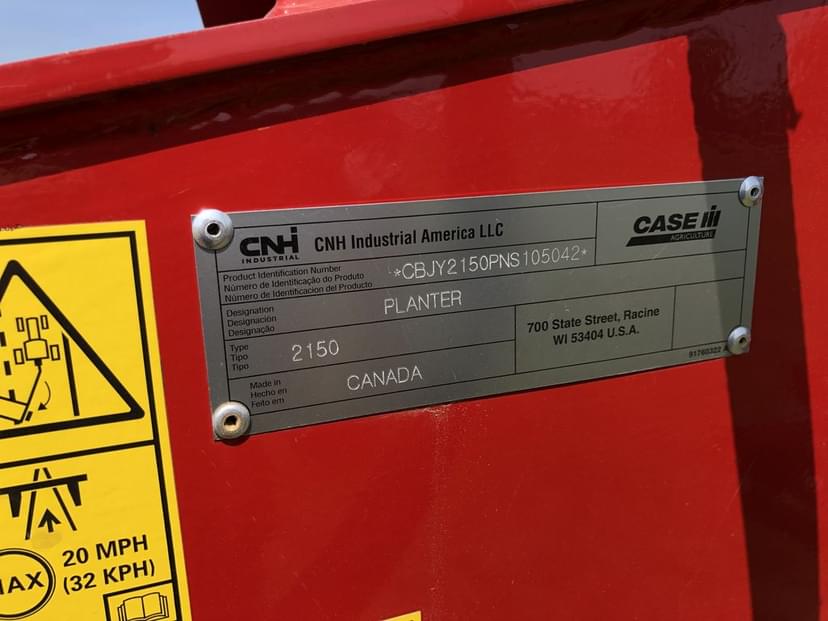 CNH
INDUSTRIAL
CNH Industrial America LLC
CASE III
AGRICULTURE
Product Identification Number
Número de Identificação do Produto
Número de Identificacion del Producto
*CBJY2150PNS105042*
Designation
Designación
Designação
PLANTER
Type
Tipo
Tipo
2150
700 State Street, Racine
WI 53404 U.S.A.
Made in
Hecho en
Feito em
CANADA
91760322 A
MAX
20 MPH
(32 KPH)